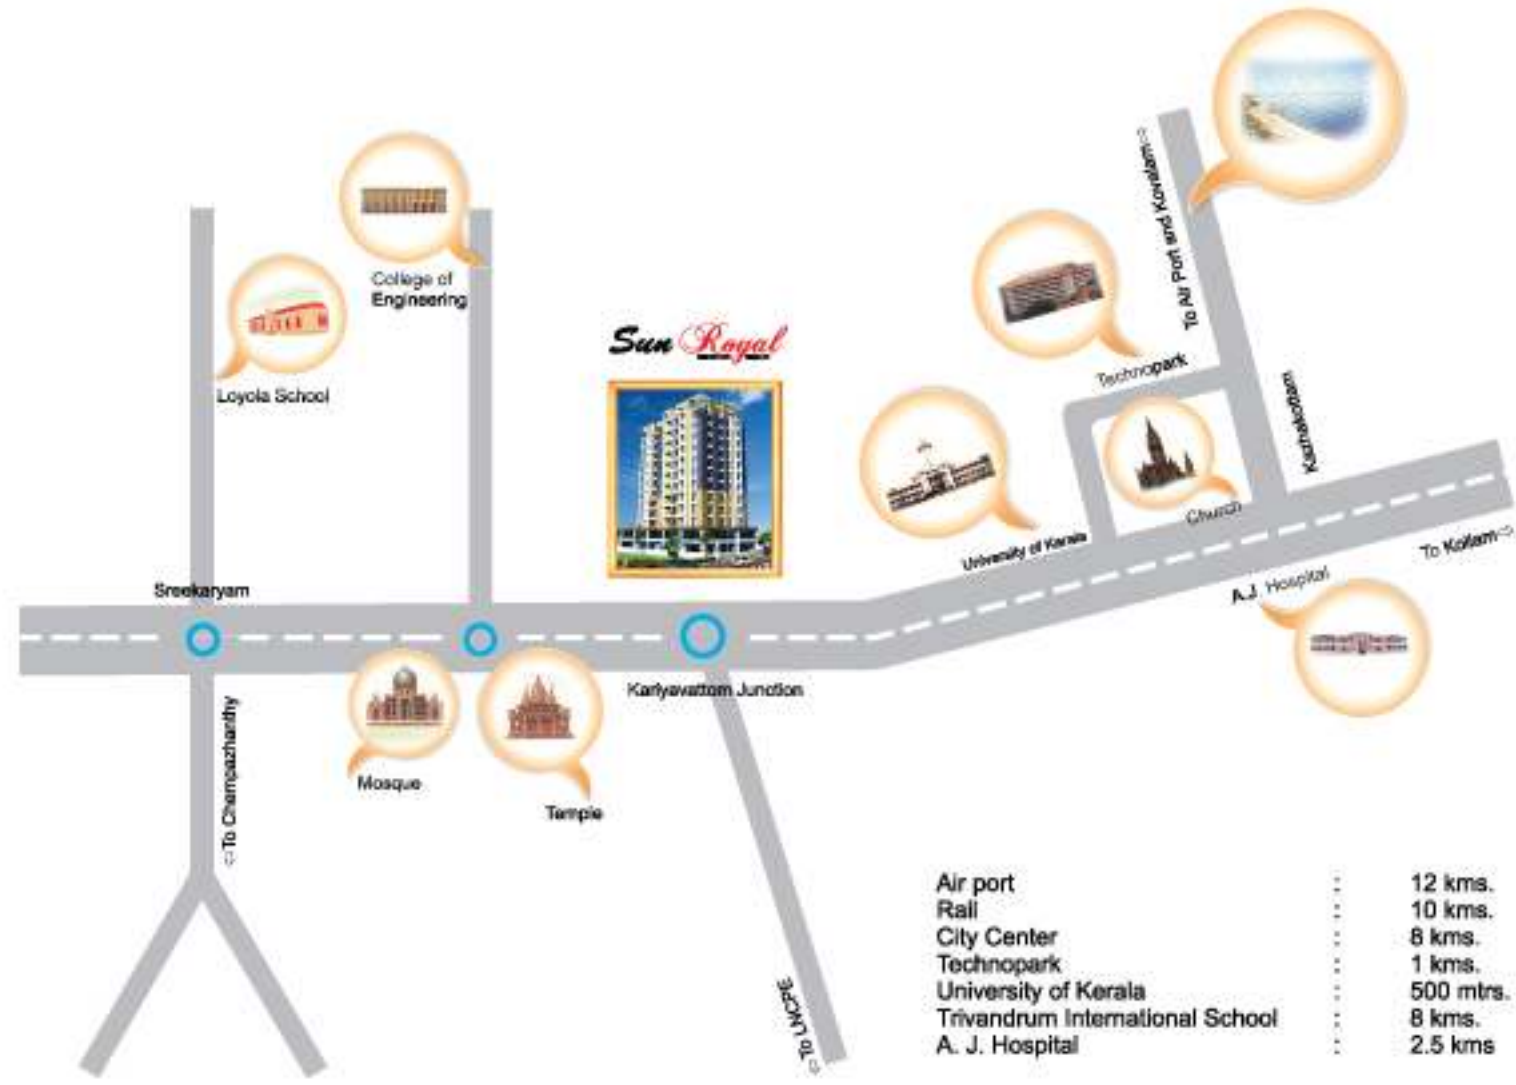 To Air Port and Kovalam⇨
College of
Engineering
Sun Royal
Technopark
Loyola School
Kazhakottam
Church
University of Kerala
To Kollam⇨
A.J. Hospital
Sreekaryam
Kariyavattom Junction
⇦To Chempazhanthy
Mosque
Temple
⇦To LNCPE
Air port : 12 kms.
Rail : 10 kms.
City Center : 8 kms.
Technopark : 1 kms.
University of Kerala : 500 mtrs.
Trivandrum International School : 8 kms.
A. J. Hospital : 2.5 kms